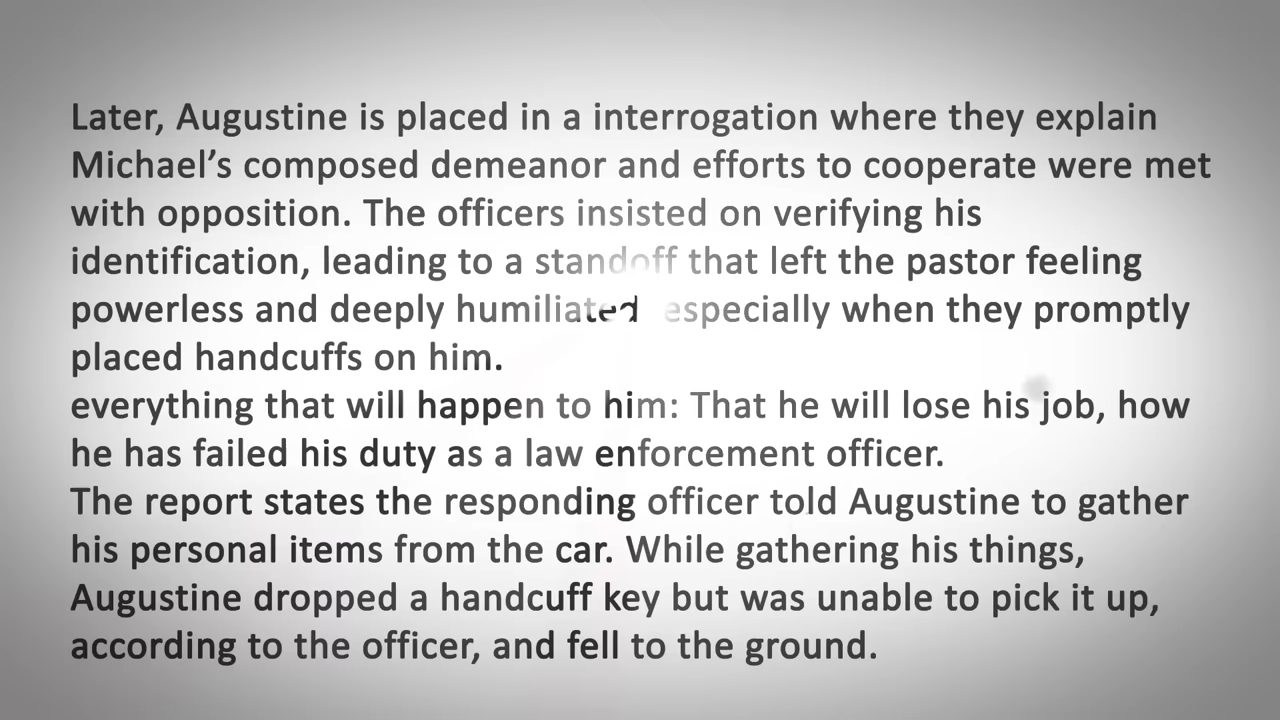 Later, Augustine is placed in a interrogation where they explain
Michael’s composed demeanor and efforts to cooperate were met
with opposition. The officers insisted on verifying his
identification, leading to a standoff that left the pastor feeling
powerless and deeply humiliated especially when they promptly
placed handcuffs on him.
everything that will happen to him: That he will lose his job, how
he has failed his duty as a law enforcement officer.
The report states the responding officer told Augustine to gather
his personal items from the car. While gathering his things,
Augustine dropped a handcuff key but was unable to pick it up,
according to the officer, and fell to the ground.